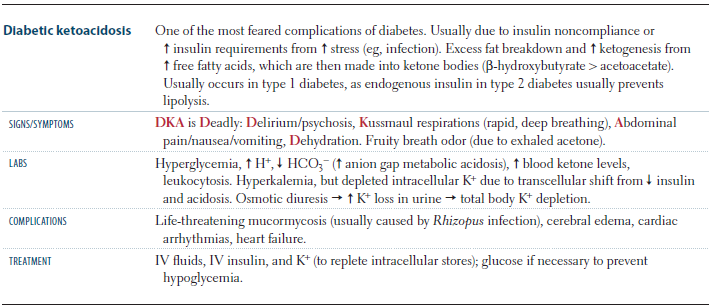 Diabetic ketoacidosis
One of the most feared complications of diabetes. Usually due to insulin noncompliance or
↑ insulin requirements from ↑ stress (eg, infection). Excess fat breakdown and ↑ ketogenesis from
↑ free fatty acids, which are then made into ketone bodies (β-hydroxybutyrate > acetoacetate).
Usually occurs in type 1 diabetes, as endogenous insulin in type 2 diabetes usually prevents
lipolysis.
SIGNS/SYMPTOMS
DKA is Deadly: Delirium/psychosis, Kussmaul respirations (rapid, deep breathing), Abdominal
pain/nausea/vomiting, Dehydration. Fruity breath odor (due to exhaled acetone).
LABS
Hyperglycemia, ↑ H⁺, ↓ HCO₃⁻ (↑ anion gap metabolic acidosis), ↑ blood ketone levels,
leukocytosis. Hyperkalemia, but depleted intracellular K⁺ due to transcellular shift from ↓ insulin
and acidosis. Osmotic diuresis → ↑ K⁺ loss in urine → total body K⁺ depletion.
COMPLICATIONS
Life-threatening mucormycosis (usually caused by Rhizopus infection), cerebral edema, cardiac
arrhythmias, heart failure.
TREATMENT
IV fluids, IV insulin, and K⁺ (to replete intracellular stores); glucose if necessary to prevent
hypoglycemia.